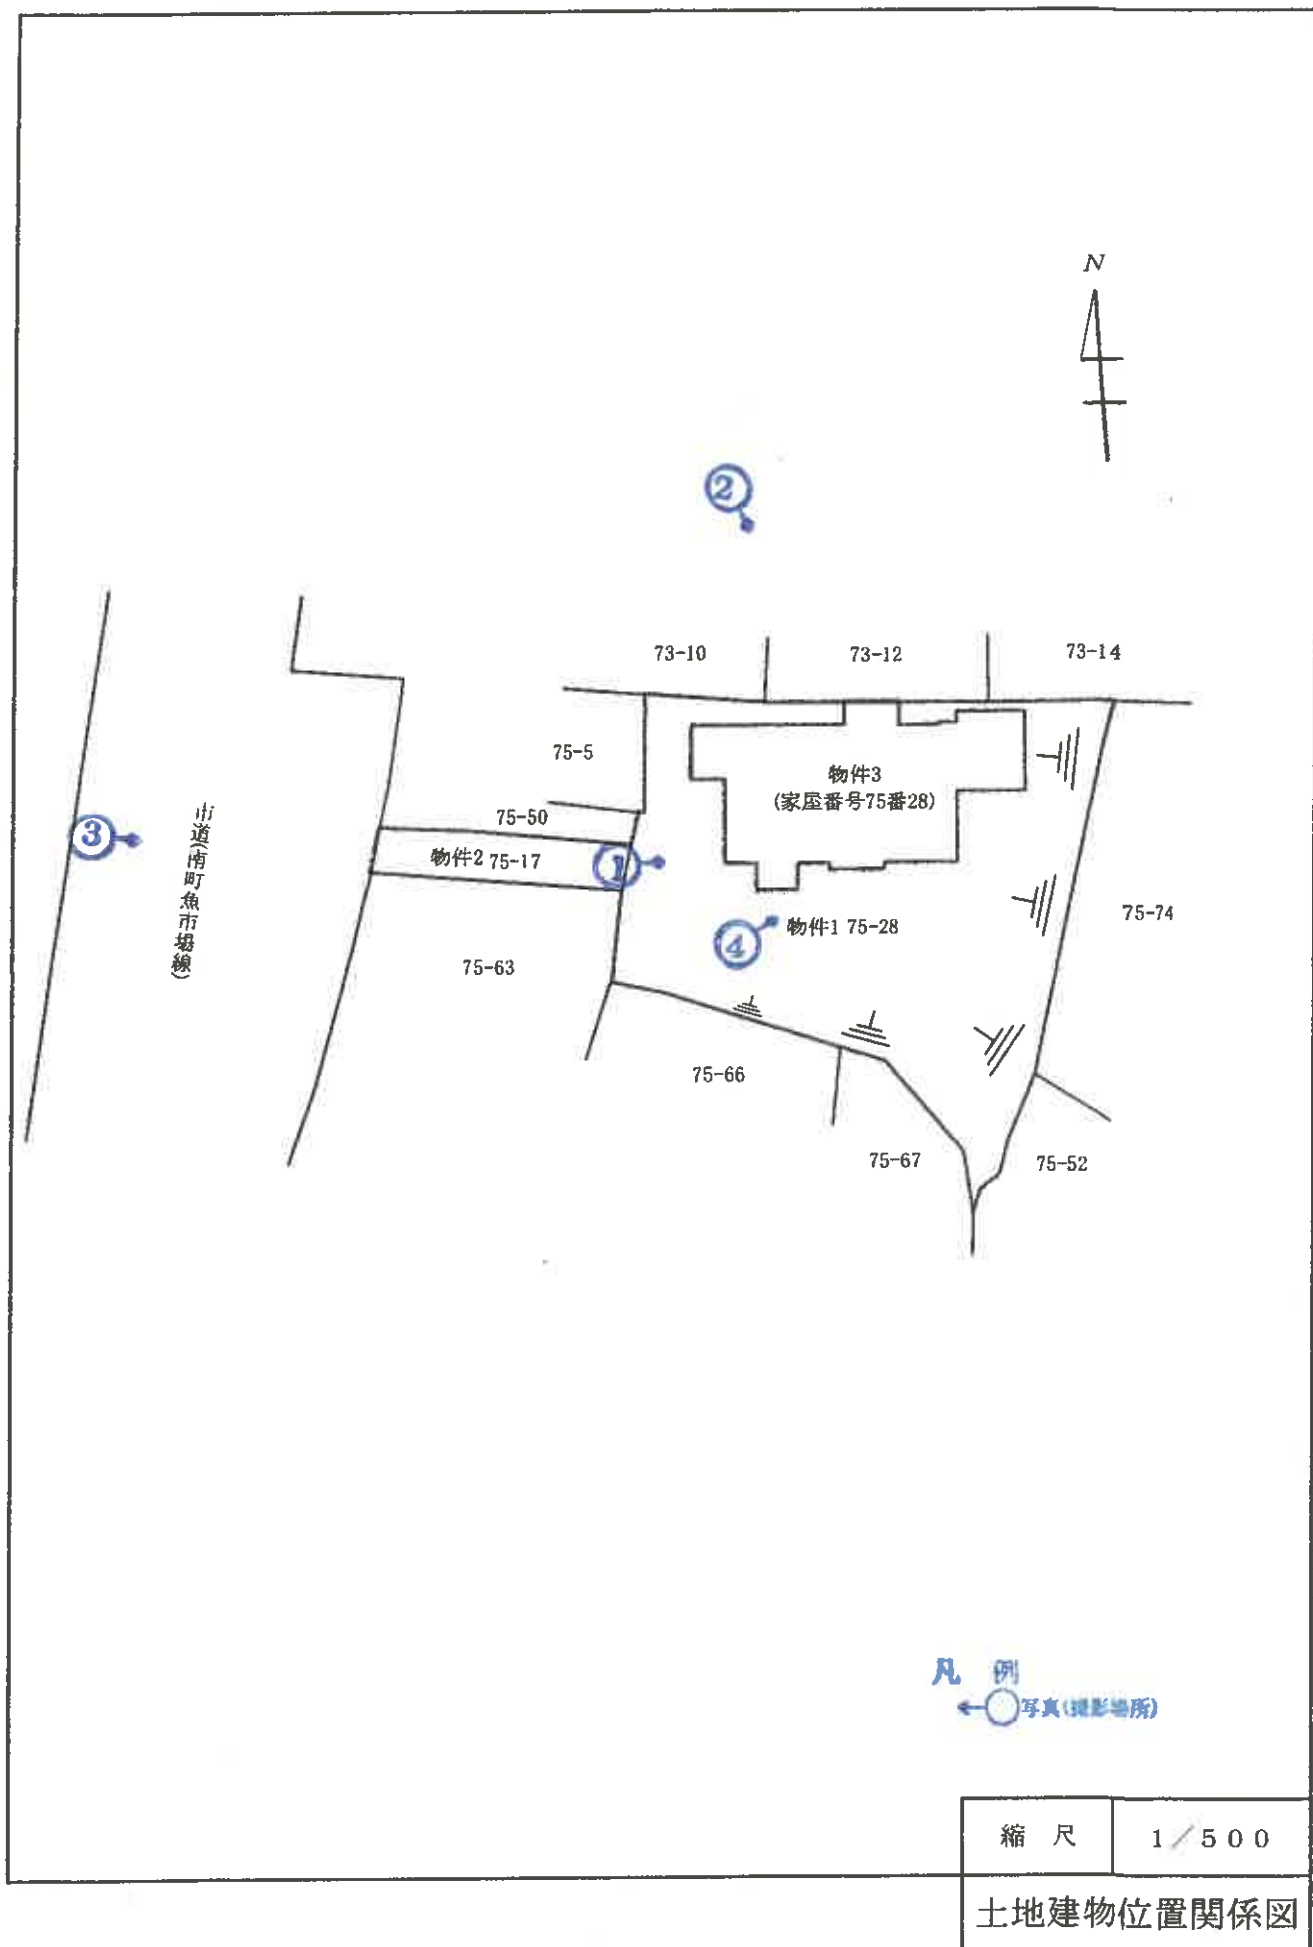 N
②
73-10
73-12
73-14
75-5
物件3
(家屋番号75番28)
75-50
③
市道(南町魚市場線)
物件2 75-17
①
物件1 75-28
75-74
④
75-63
75-66
75-67
75-52
凡 例
写真(撮影場所)
縮 尺
1/500
土地建物位置関係図